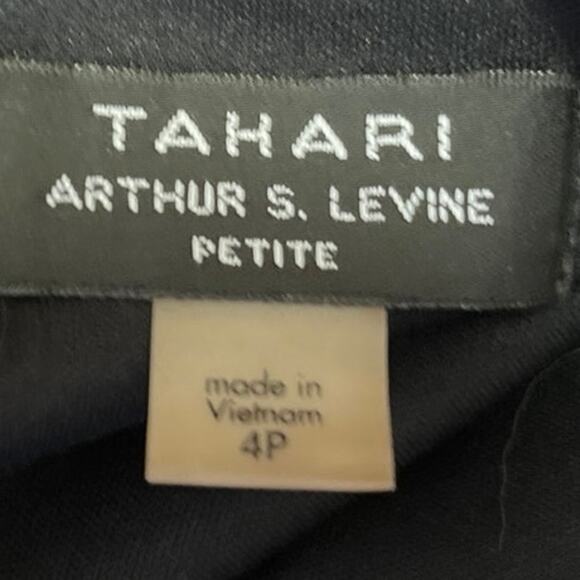 TAHARI
ARTHUR S. LEVINE
PETITE
made in
Vietnam
4P